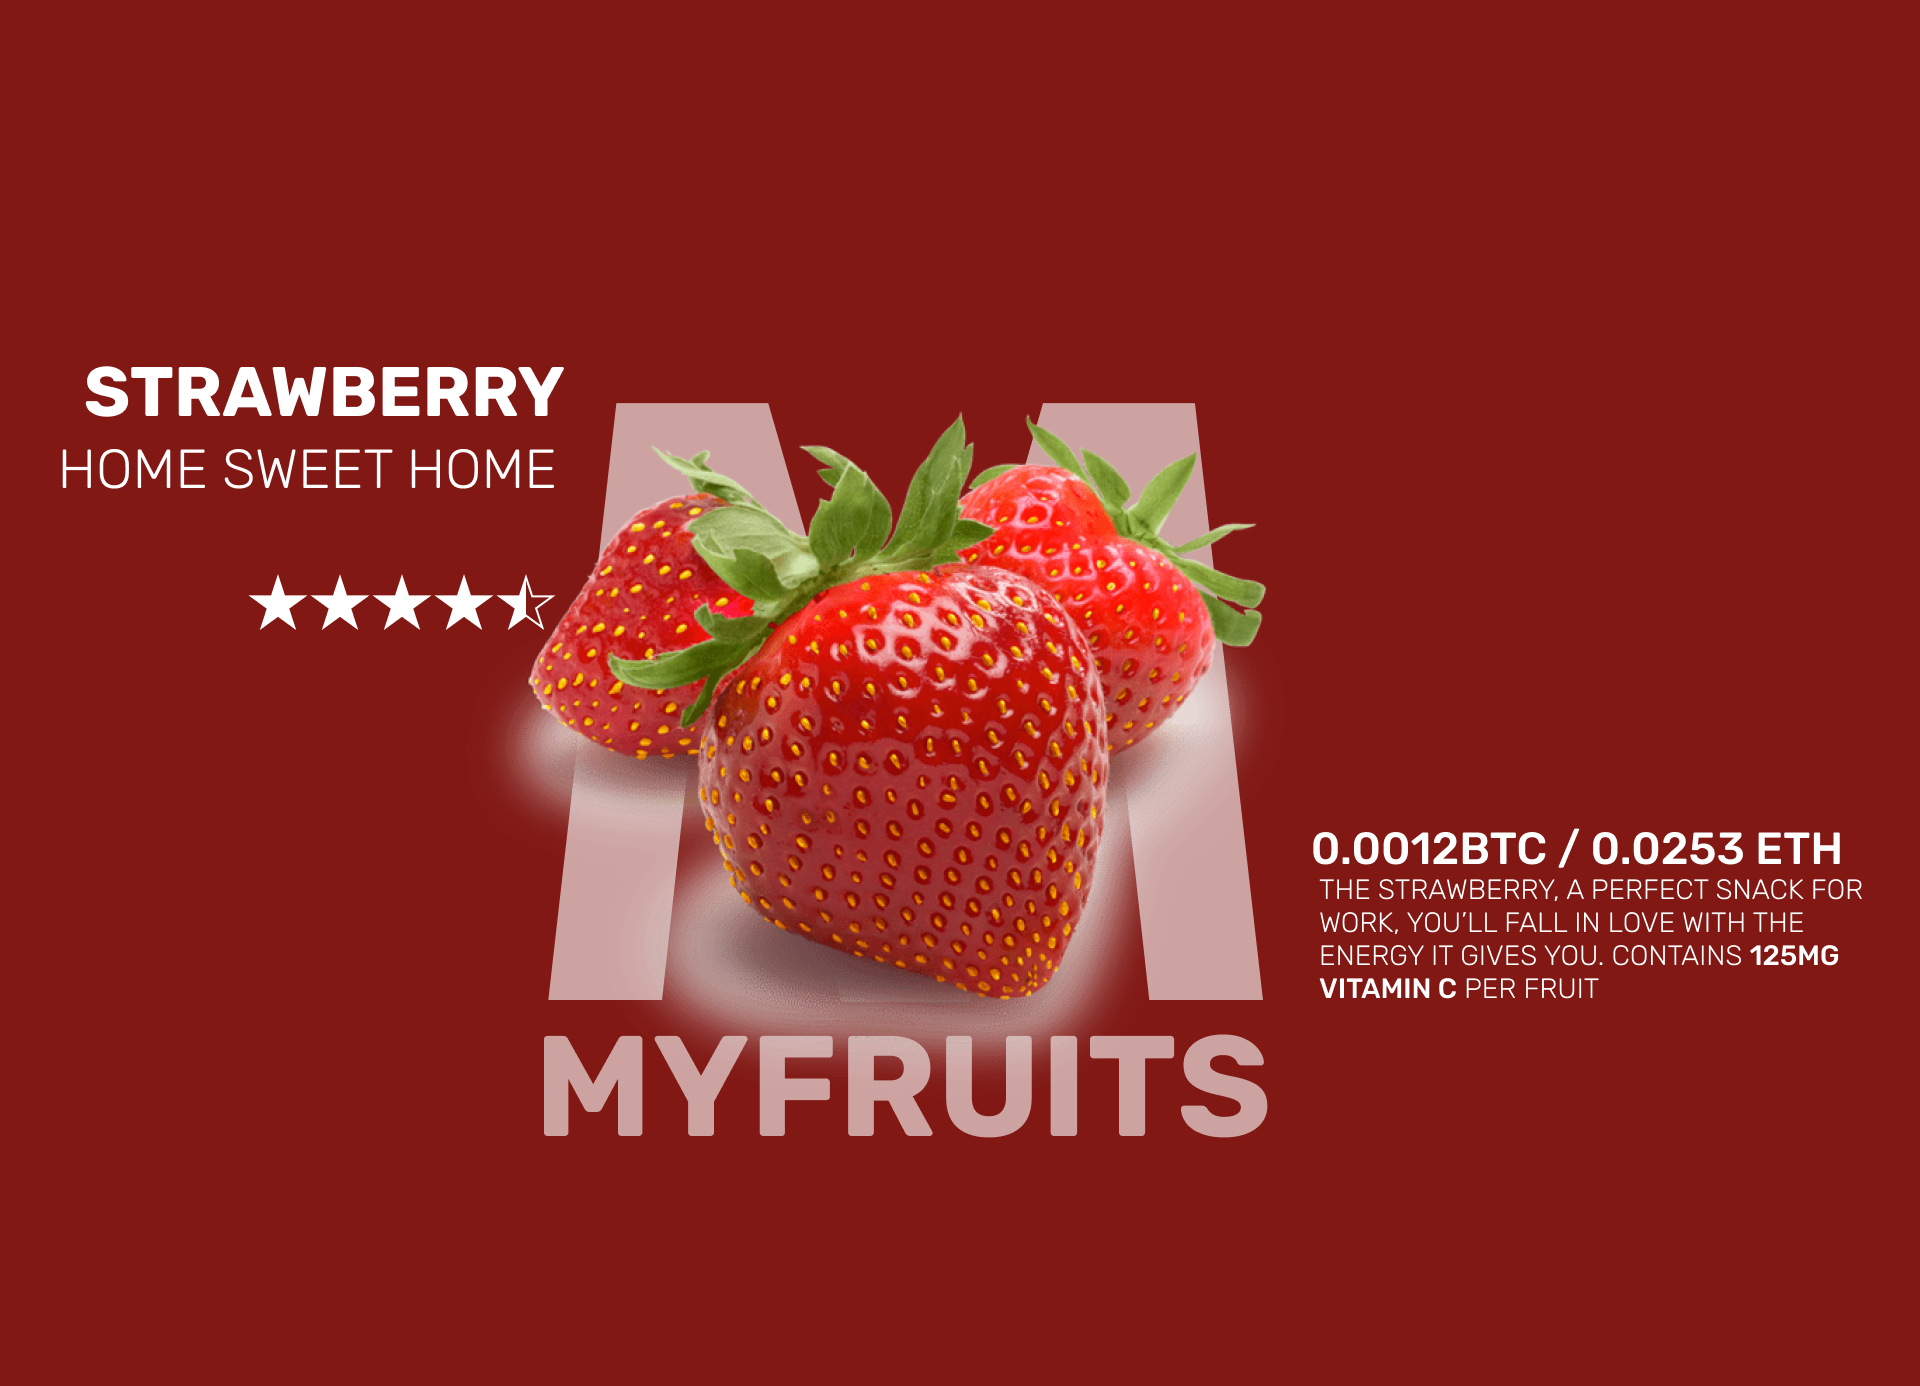 STRAWBERRY
HOME SWEET HOME
M
0.0012BTC / 0.0253 ETH
THE STRAWBERRY, A PERFECT SNACK FOR
WORK, YOU’LL FALL IN LOVE WITH THE
ENERGY IT GIVES YOU. CONTAINS 125MG
VITAMIN C PER FRUIT
MYFRUITS